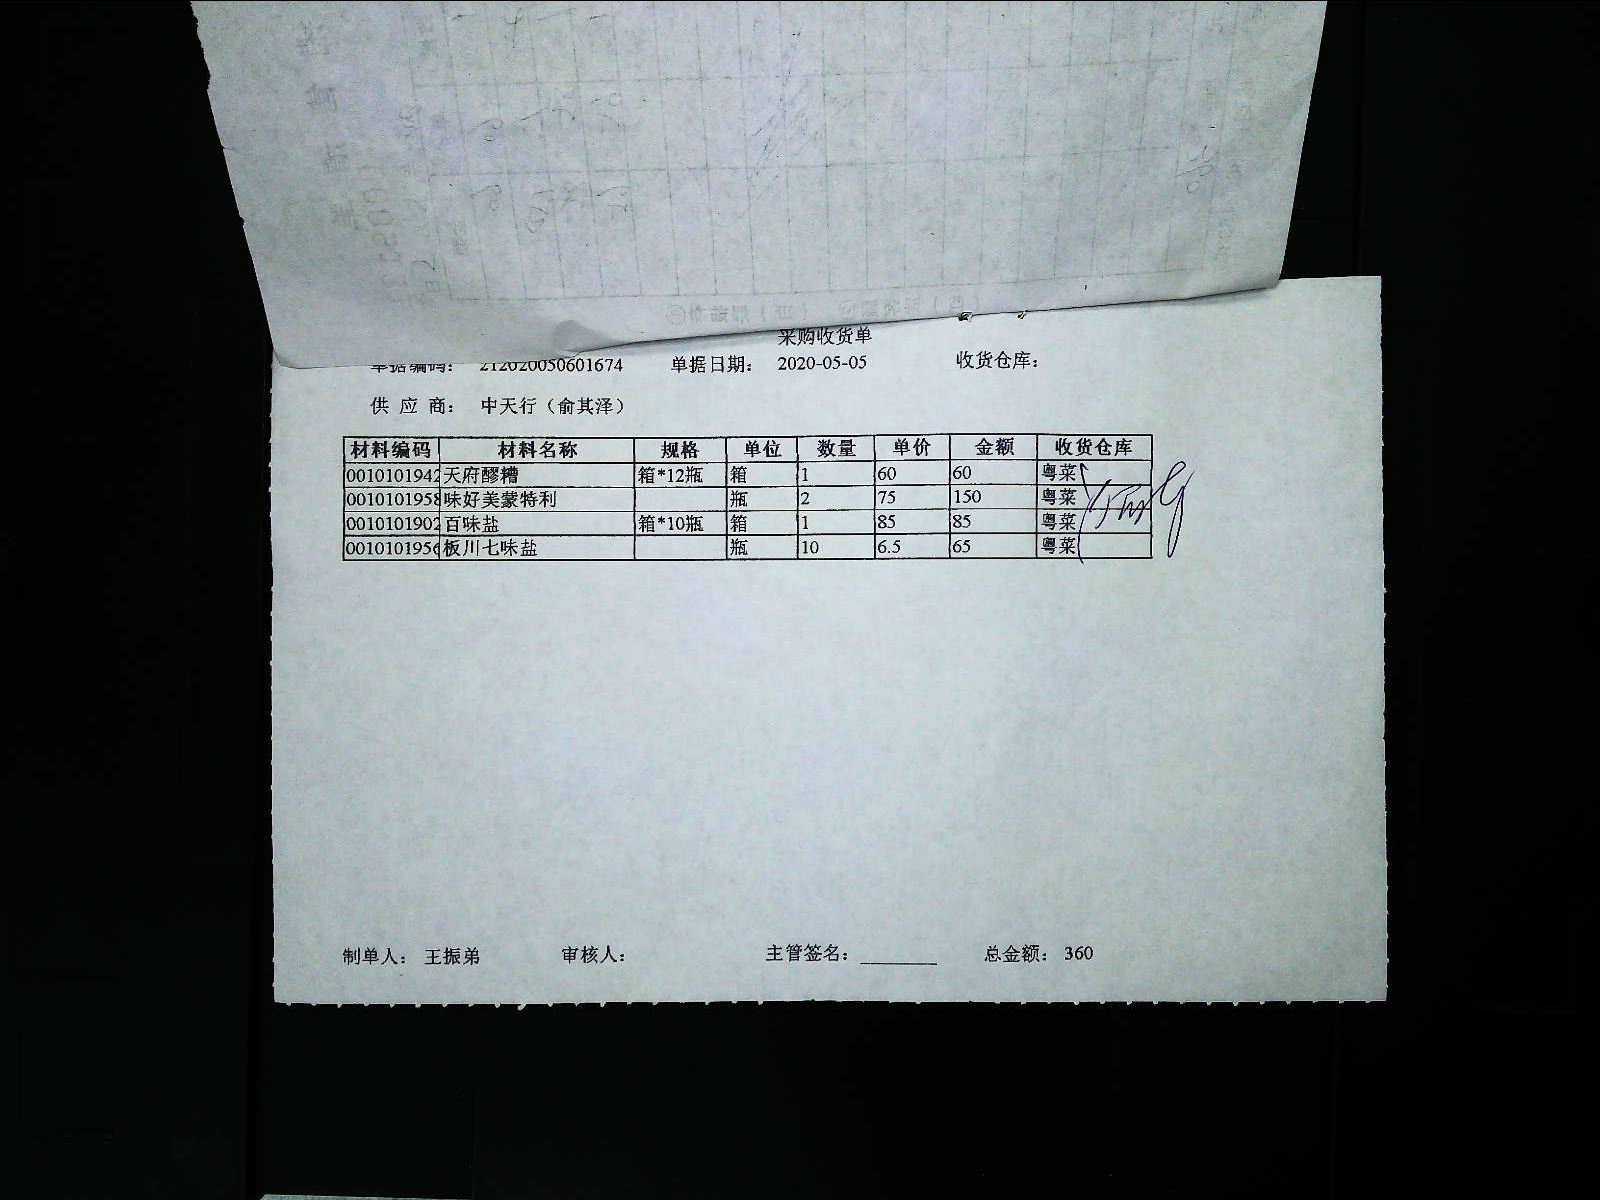 采购收货单
单据编码： 212020050601674 单据日期： 2020-05-05 收货仓库：
供 应 商： 中天行（俞其泽）
材料编码 材料名称 规格 单位 数量 单价 金额 收货仓库
0010101942 天府醪糟 箱*12瓶 箱 1 60 60 粤菜
0010101958 味好美蒙特利 瓶 2 75 150 粤菜
0010101902 百味盐 箱*10瓶 箱 1 85 85 粤菜
001010195 板川七味盐 瓶 10 6.5 65 粤菜
制单人： 王振弟 审核人： 主管签名： 总金额： 360